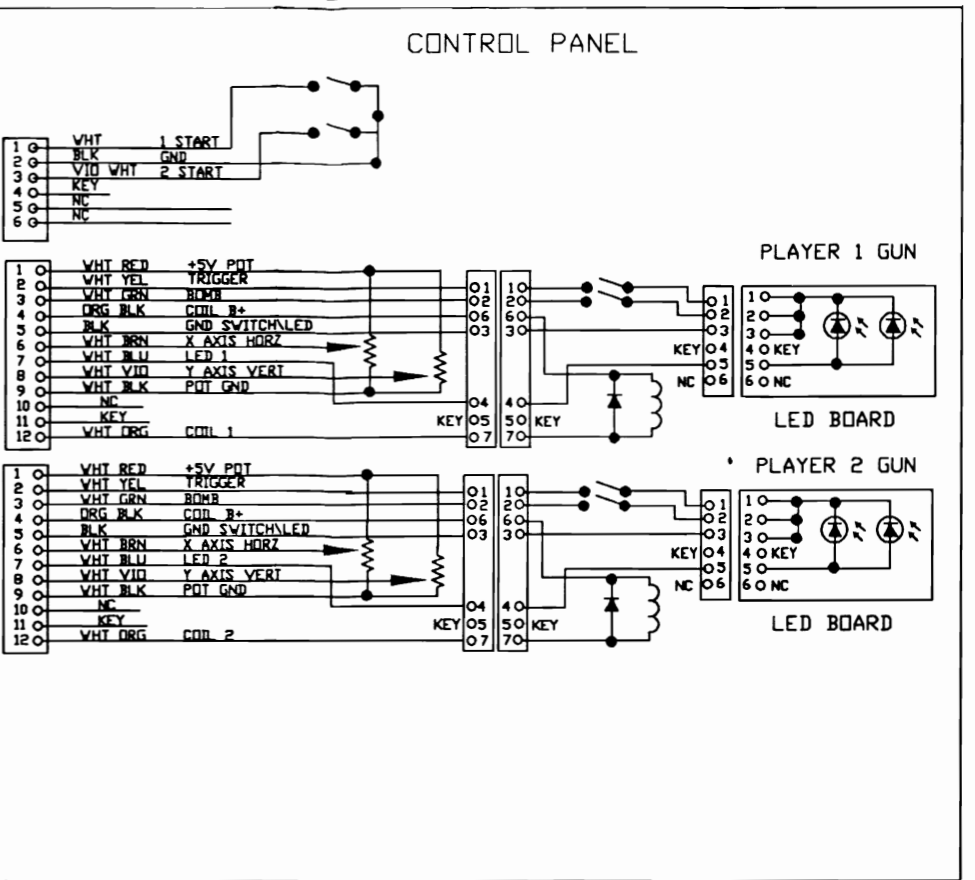 CONTROL PANEL
1 WHT 1 START
2 BLK GND
3 VIO WHT 2 START
4 KEY
5 NC
6 NC
PLAYER 1 GUN
1 WHT RED +5V POT
2 WHT YEL TRIGGER
3 WHT GRN BOMB
4 ORG BLK COIL B+
5 BLK GND SWITCH\LED
6 WHT BRN X AXIS HORZ
7 WHT BLU LED 1
8 WHT VIO Y AXIS VERT
9 WHT BLK POT GND
10 NC
11 KEY
12 WHT ORG COIL 1
1 1
2 2
6 6
3 3
4 4
KEY 5 5 KEY
7 7
1 1
2 2
3 3
KEY 4 4 KEY
5 5
NC 6 6 NC
LED BOARD
PLAYER 2 GUN
1 WHT RED +5V POT
2 WHT YEL TRIGGER
3 WHT GRN BOMB
4 ORG BLK COIL B+
5 BLK GND SWITCH\LED
6 WHT BRN X AXIS HORZ
7 WHT BLU LED 2
8 WHT VIO Y AXIS VERT
9 WHT BLK POT GND
10 NC
11 KEY
12 WHT ORG COIL 2
1 1
2 2
6 6
3 3
4 4
KEY 5 5 KEY
7 7
1 1
2 2
3 3
KEY 4 4 KEY
5 5
NC 6 6 NC
LED BOARD